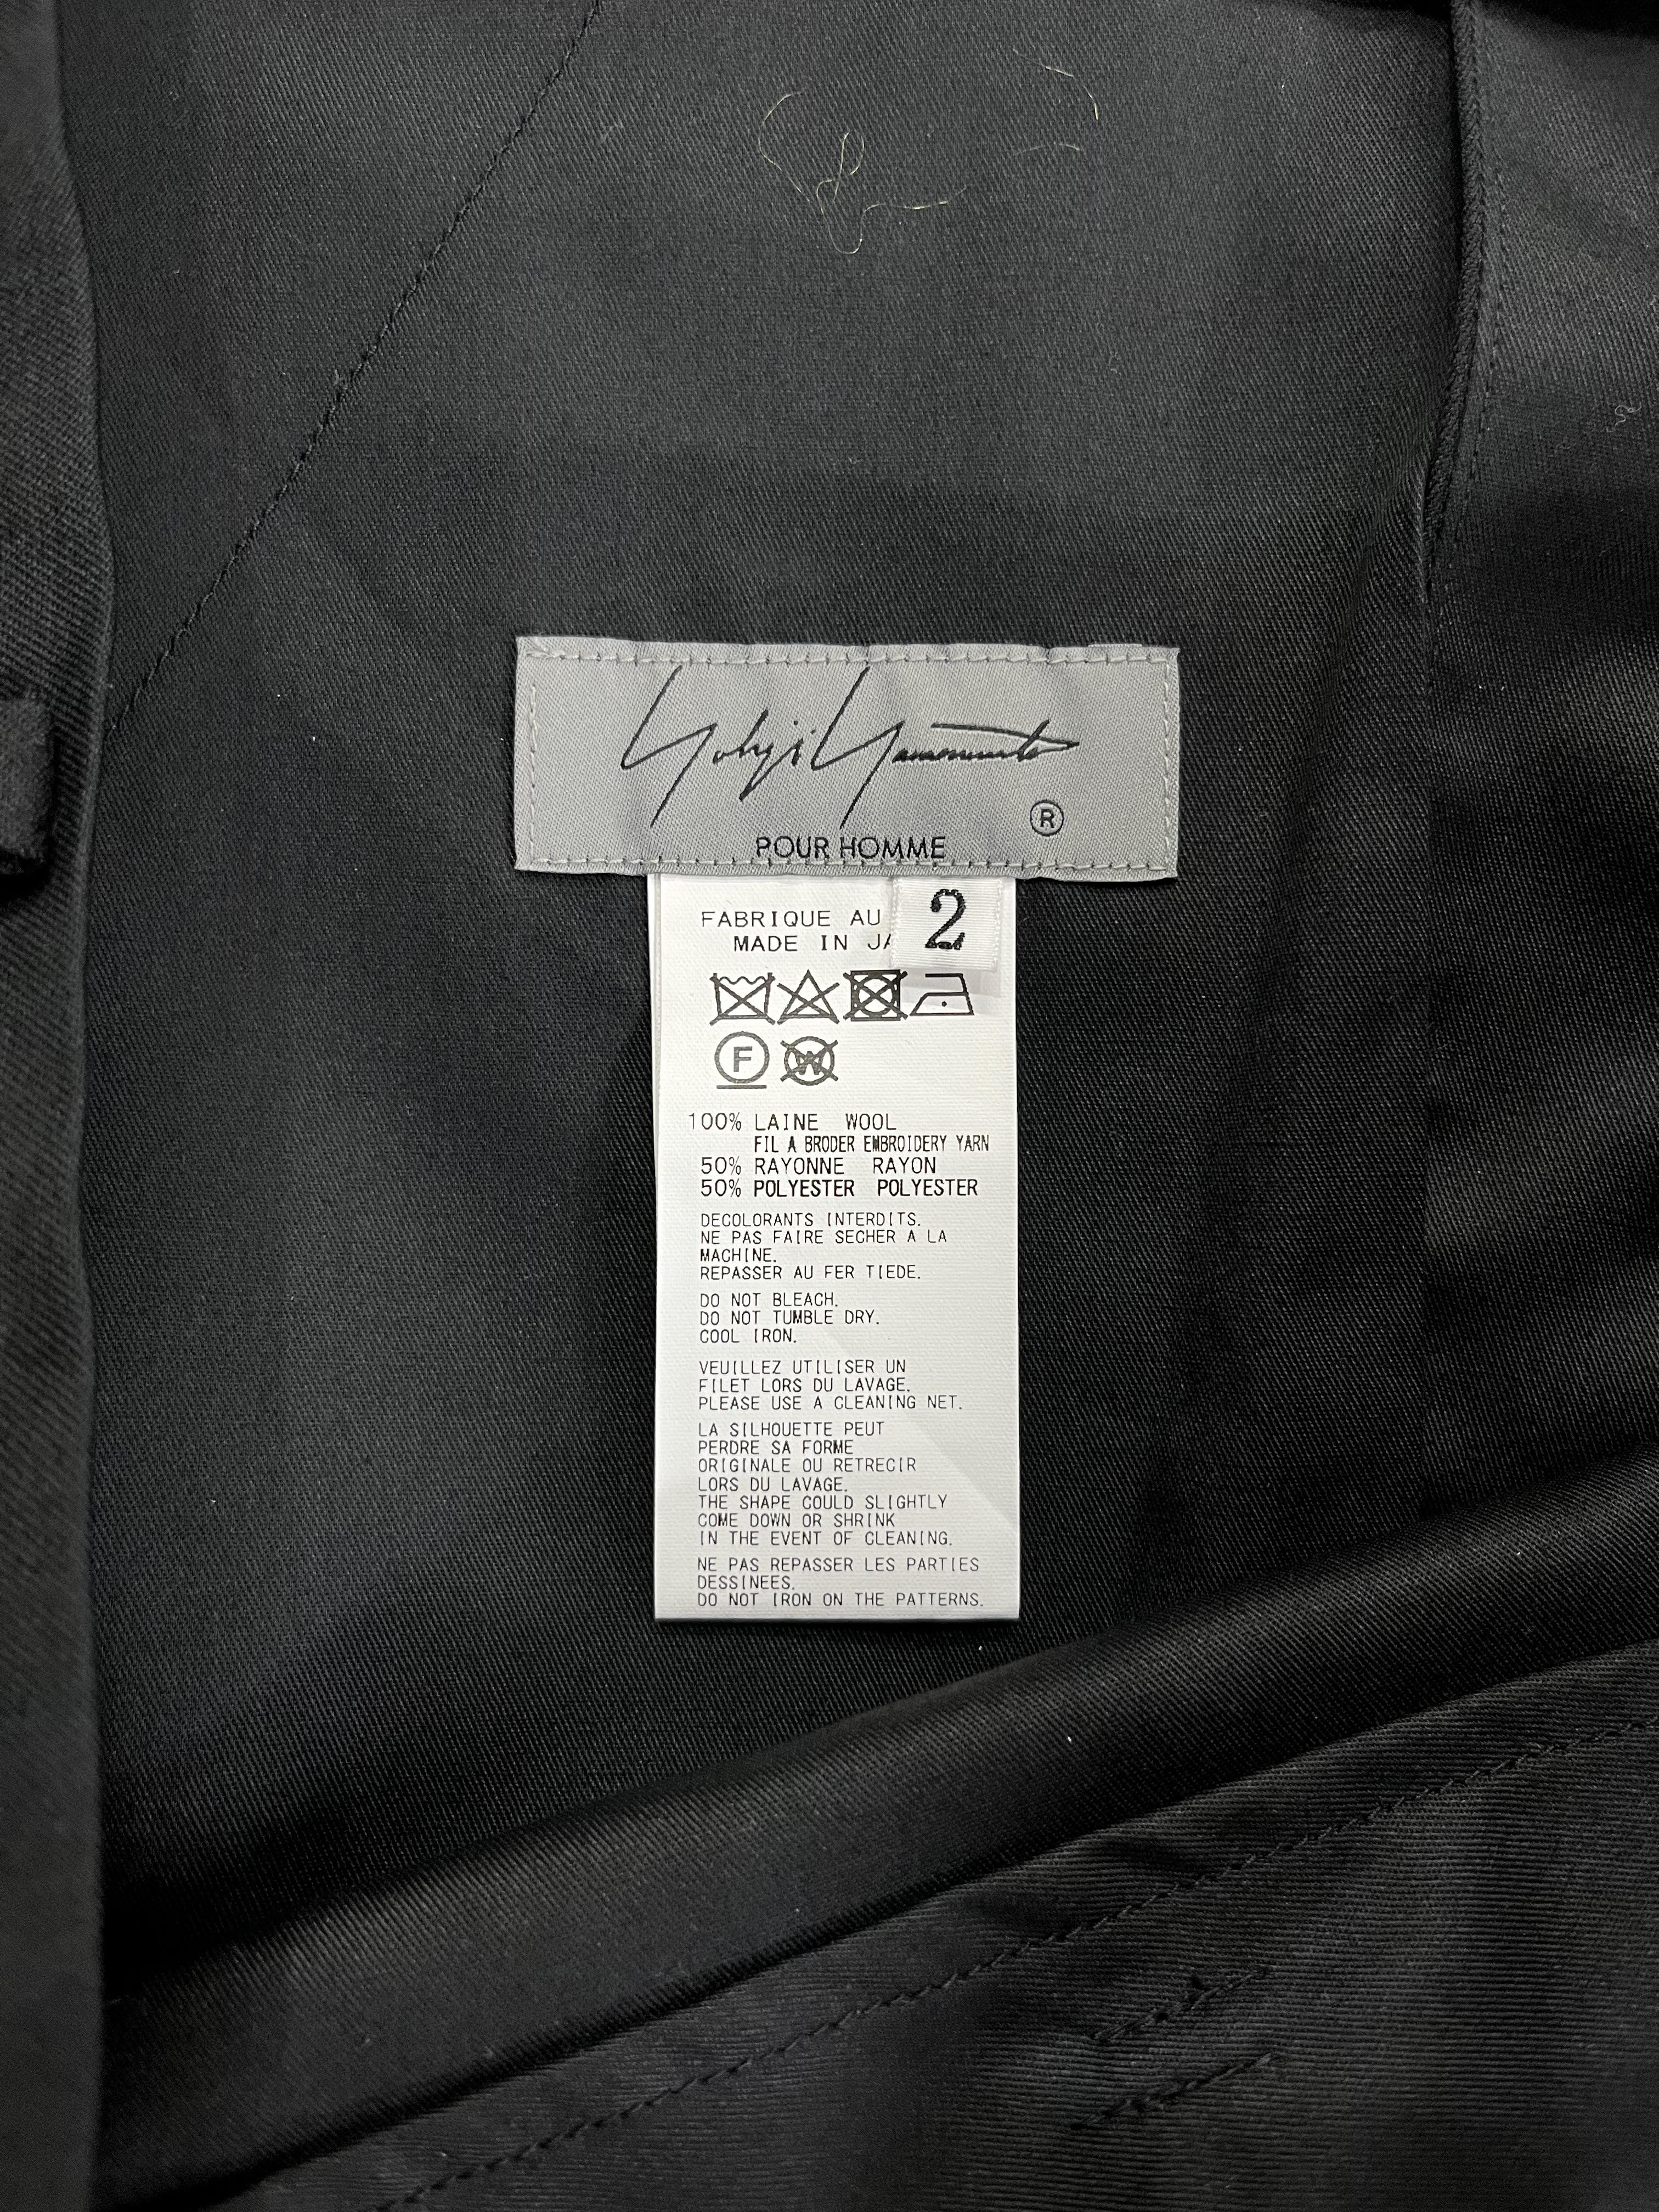 Yohji Yamamoto
®
POUR HOMME
2
FABRIQUE AU
MADE IN JA
F
W
100% LAINE WOOL
FIL A BRODER EMBROIDERY YARN
50% RAYONNE RAYON
50% POLYESTER POLYESTER
DECOLORANTS INTERDITS.
NE PAS FAIRE SECHER A LA
MACHINE.
REPASSER AU FER TIEDE.
DO NOT BLEACH.
DO NOT TUMBLE DRY.
COOL IRON.
VEUILLEZ UTILISER UN
FILET LORS DU LAVAGE.
PLEASE USE A CLEANING NET.
LA SILHOUETTE PEUT
PERDRE SA FORME
ORIGINALE OU RETRECIR
LORS DU LAVAGE.
THE SHAPE COULD SLIGHTLY
COME DOWN OR SHRINK
IN THE EVENT OF CLEANING.
NE PAS REPASSER LES PARTIES
DESSINEES.
DO NOT IRON ON THE PATTERNS.